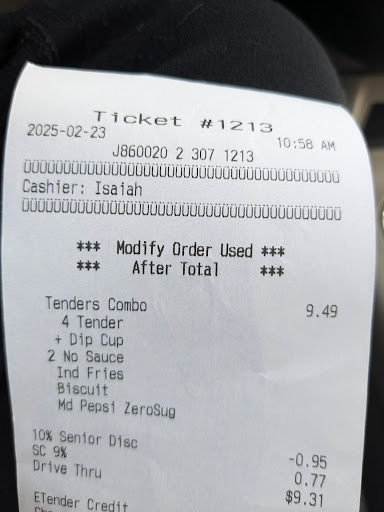 Ticket #1213
2025-02-23 10:58 AM
J860020 2 307 1213
ÜÜÜÜÜÜÜÜÜÜÜÜÜÜÜÜÜÜÜÜÜÜÜÜÜÜÜÜÜÜÜÜÜÜÜÜÜÜÜÜ
Cashier: Isaiah
ÜÜÜÜÜÜÜÜÜÜÜÜÜÜÜÜÜÜÜÜÜÜÜÜÜÜÜÜÜÜÜÜÜÜÜÜÜÜÜÜ
*** Modify Order Used ***
*** After Total ***
Tenders Combo 9.49
4 Tender
+ Dip Cup
2 No Sauce
Ind Fries
Biscuit
Md Pepsi ZeroSug
10% Senior Disc -0.95
SC 9% 0.77
Drive Thru $9.31
ETender Credit